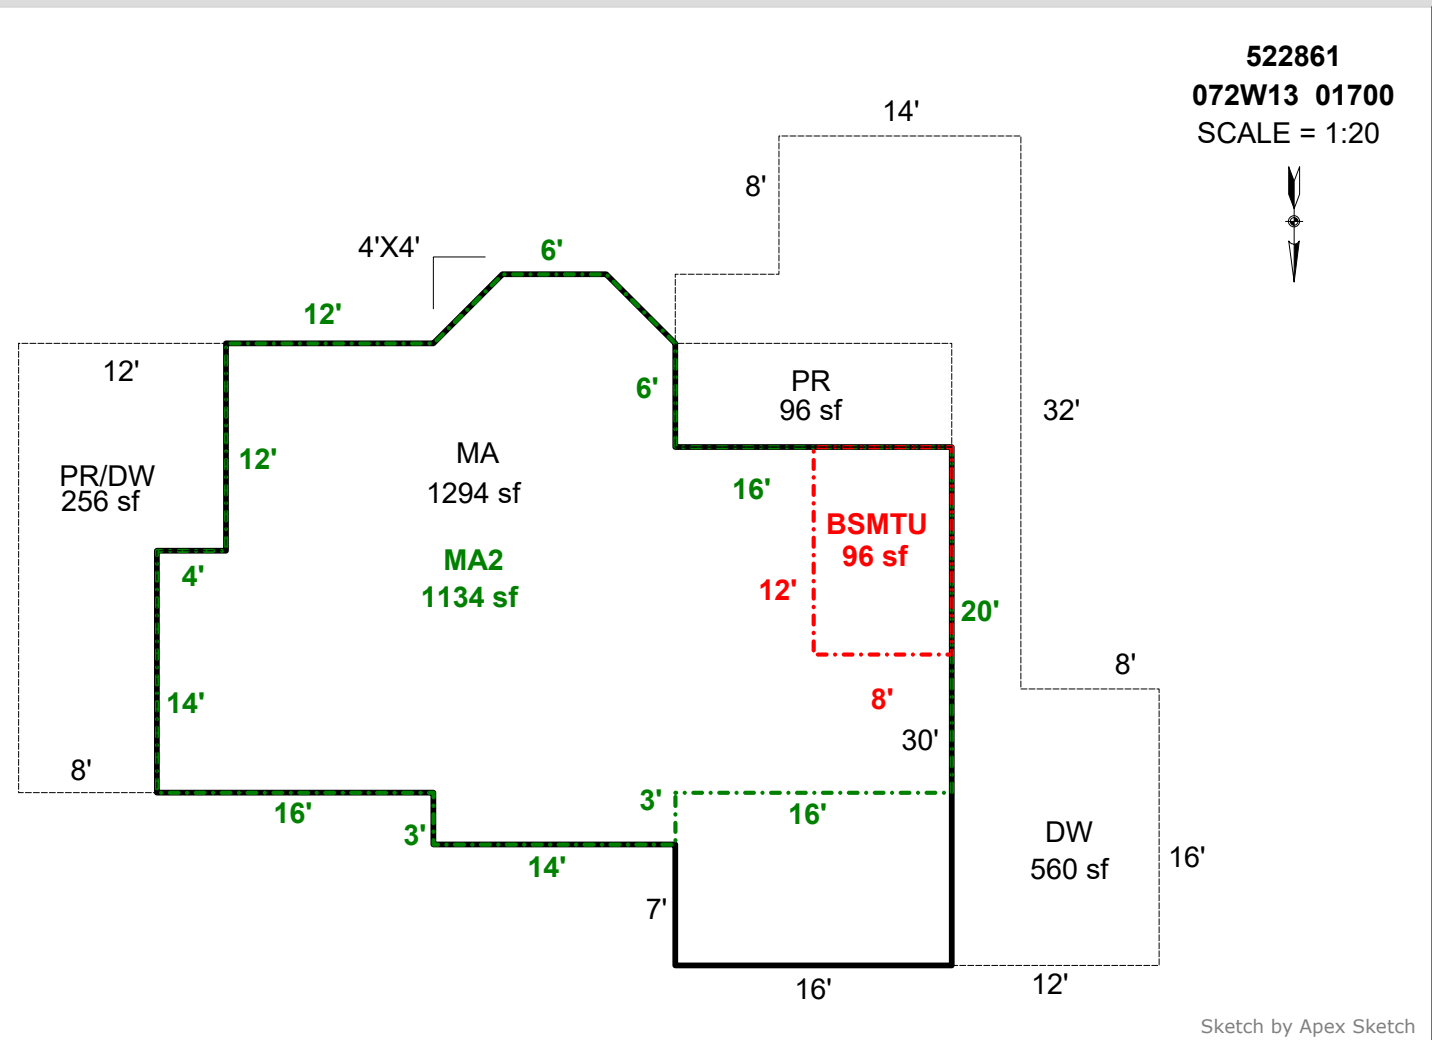 522861
072W13 01700
SCALE = 1:20
14'
8'
4'X4'
6'
12'
12'
6'
PR
96 sf
32'
12'
MA
1294 sf
PR/DW
256 sf
16'
BSMTU
96 sf
MA2
1134 sf
4'
12'
20'
8'
14'
8'
30'
8'
16'
3'
3'
16'
14'
DW
560 sf
16'
7'
16'
12'
Sketch by Apex Sketch